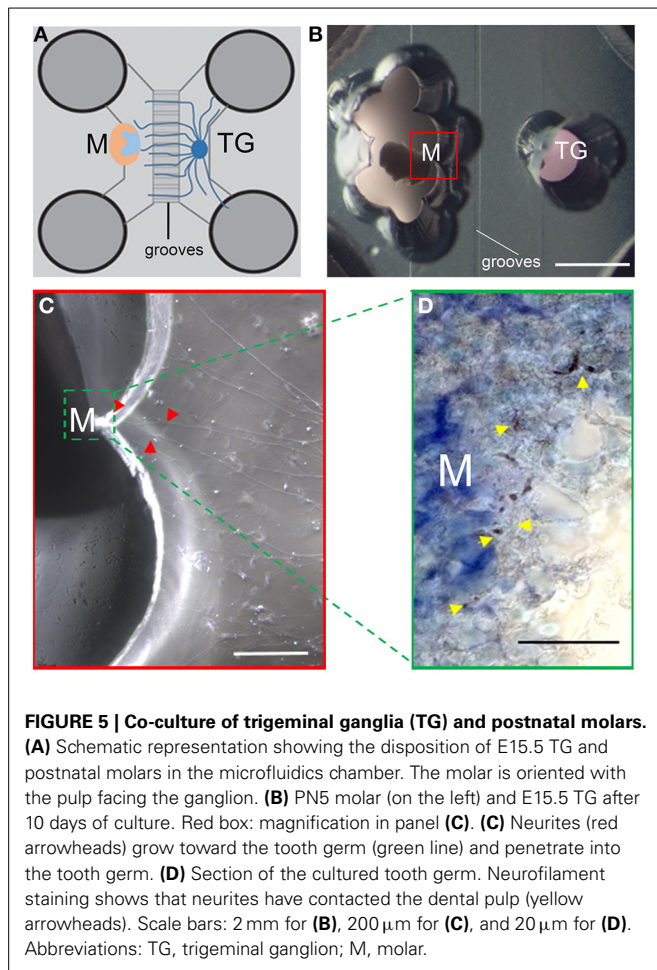 A
B
M
TG
M
TG
grooves
grooves
C
D
M
M
FIGURE 5 | Co-culture of trigeminal ganglia (TG) and postnatal molars.
(A) Schematic representation showing the disposition of E15.5 TG and
postnatal molars in the microfluidics chamber. The molar is oriented with
the pulp facing the ganglion. (B) PN5 molar (on the left) and E15.5 TG after
10 days of culture. Red box: magnification in panel (C). (C) Neurites (red
arrowheads) grow toward the tooth germ (green line) and penetrate into
the tooth germ. (D) Section of the cultured tooth germ. Neurofilament
staining shows that neurites have contacted the dental pulp (yellow
arrowheads). Scale bars: 2 mm for (B), 200 μm for (C), and 20 μm for (D).
Abbreviations: TG, trigeminal ganglion; M, molar.